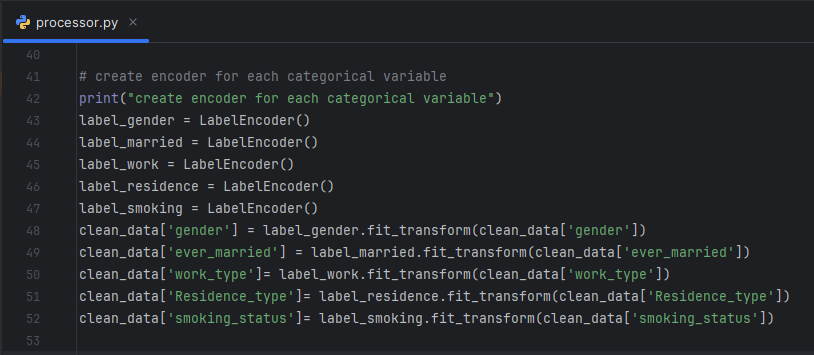 processor.py ×
40
41 # create encoder for each categorical variable
42 print("create encoder for each categorical variable")
43 label_gender = LabelEncoder()
44 label_married = LabelEncoder()
45 label_work = LabelEncoder()
46 label_residence = LabelEncoder()
47 label_smoking = LabelEncoder()
48 clean_data['gender'] = label_gender.fit_transform(clean_data['gender'])
49 clean_data['ever_married'] = label_married.fit_transform(clean_data['ever_married'])
50 clean_data['work_type']= label_work.fit_transform(clean_data['work_type'])
51 clean_data['Residence_type']= label_residence.fit_transform(clean_data['Residence_type'])
52 clean_data['smoking_status']= label_smoking.fit_transform(clean_data['smoking_status'])
53